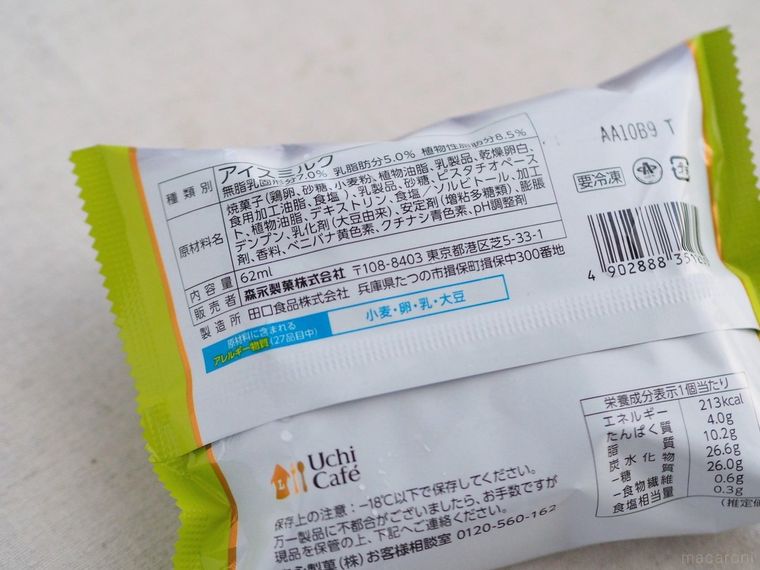 AA10B9 T
種類別 アイスミルク
無脂乳固形分7.0% 乳脂肪分5.0% 植物性脂肪分8.5%
原材料名 焼菓子(鶏卵、砂糖、小麦粉、植物油脂、乳製品、乾燥卵白、
食用加工油脂、食塩)、乳製品、砂糖、ピスタチオペース
ト、植物油脂、デキストリン、食塩/ソルビトール、加工
デンプン、乳化剤(大豆由来)、安定剤(増粘多糖類)、膨脹
剤、香料、ベニバナ黄色素、クチナシ青色素、pH調整剤
内容量 62ml
販売者 森永製菓株式会社 〒108-8403 東京都港区芝5-33-1
製造所 田口食品株式会社 兵庫県たつの市揖保町揖保中300番地
原材料に含まれる
アレルギー物質(27品目中)
小麦・卵・乳・大豆
要冷凍
4 902888 35
栄養成分表示1個当たり
エネルギー 213kcal
たんぱく質 4.0g
脂質 10.2g
炭水化物 26.6g
-糖質 26.0g
-食物繊維 0.6g
食塩相当量 0.3g
(推定値
Uchi
Café
保存上の注意:-18℃以下で保存してください。
万一製品に不都合がございましたら、お手数ですが
現品を保管の上、下記へご連絡ください。
製菓(株)お客様相談室 0120-560-162
macaroni